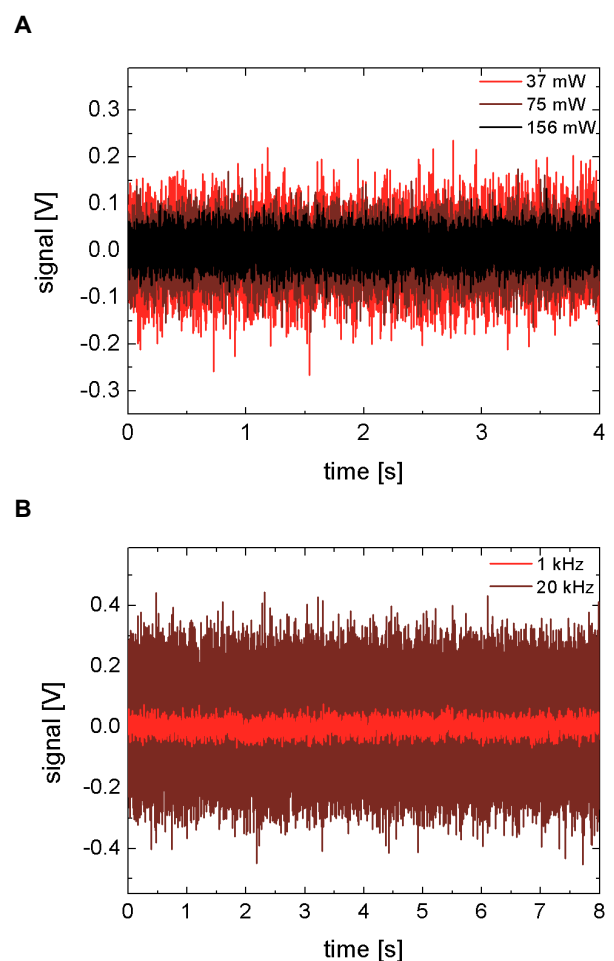 A
37 mW
75 mW
156 mW
0.3
0.2
0.1
0.0
-0.1
-0.2
-0.3
signal [V]
0 1 2 3 4
time [s]
B
1 kHz
20 kHz
0.4
0.2
0.0
-0.2
-0.4
signal [V]
0 1 2 3 4 5 6 7 8
time [s]